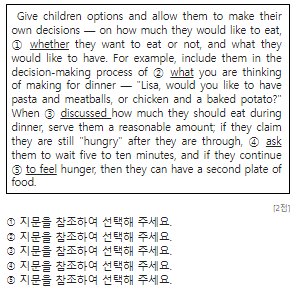 Give children options and allow them to make their
own decisions — on how much they would like to eat,
① whether they want to eat or not, and what they
would like to have. For example, include them in the
decision-making process of ② what you are thinking
of making for dinner — "Lisa, would you like to have
pasta and meatballs, or chicken and a baked potato?"
When ③ discussed how much they should eat during
dinner, serve them a reasonable amount; if they claim
they are still "hungry" after they are through, ④ ask
them to wait five to ten minutes, and if they continue
⑤ to feel hunger, then they can have a second plate of
food.
[2점]
① 지문을 참조하여 선택해 주세요.
② 지문을 참조하여 선택해 주세요.
③ 지문을 참조하여 선택해 주세요.
④ 지문을 참조하여 선택해 주세요.
⑤ 지문을 참조하여 선택해 주세요.